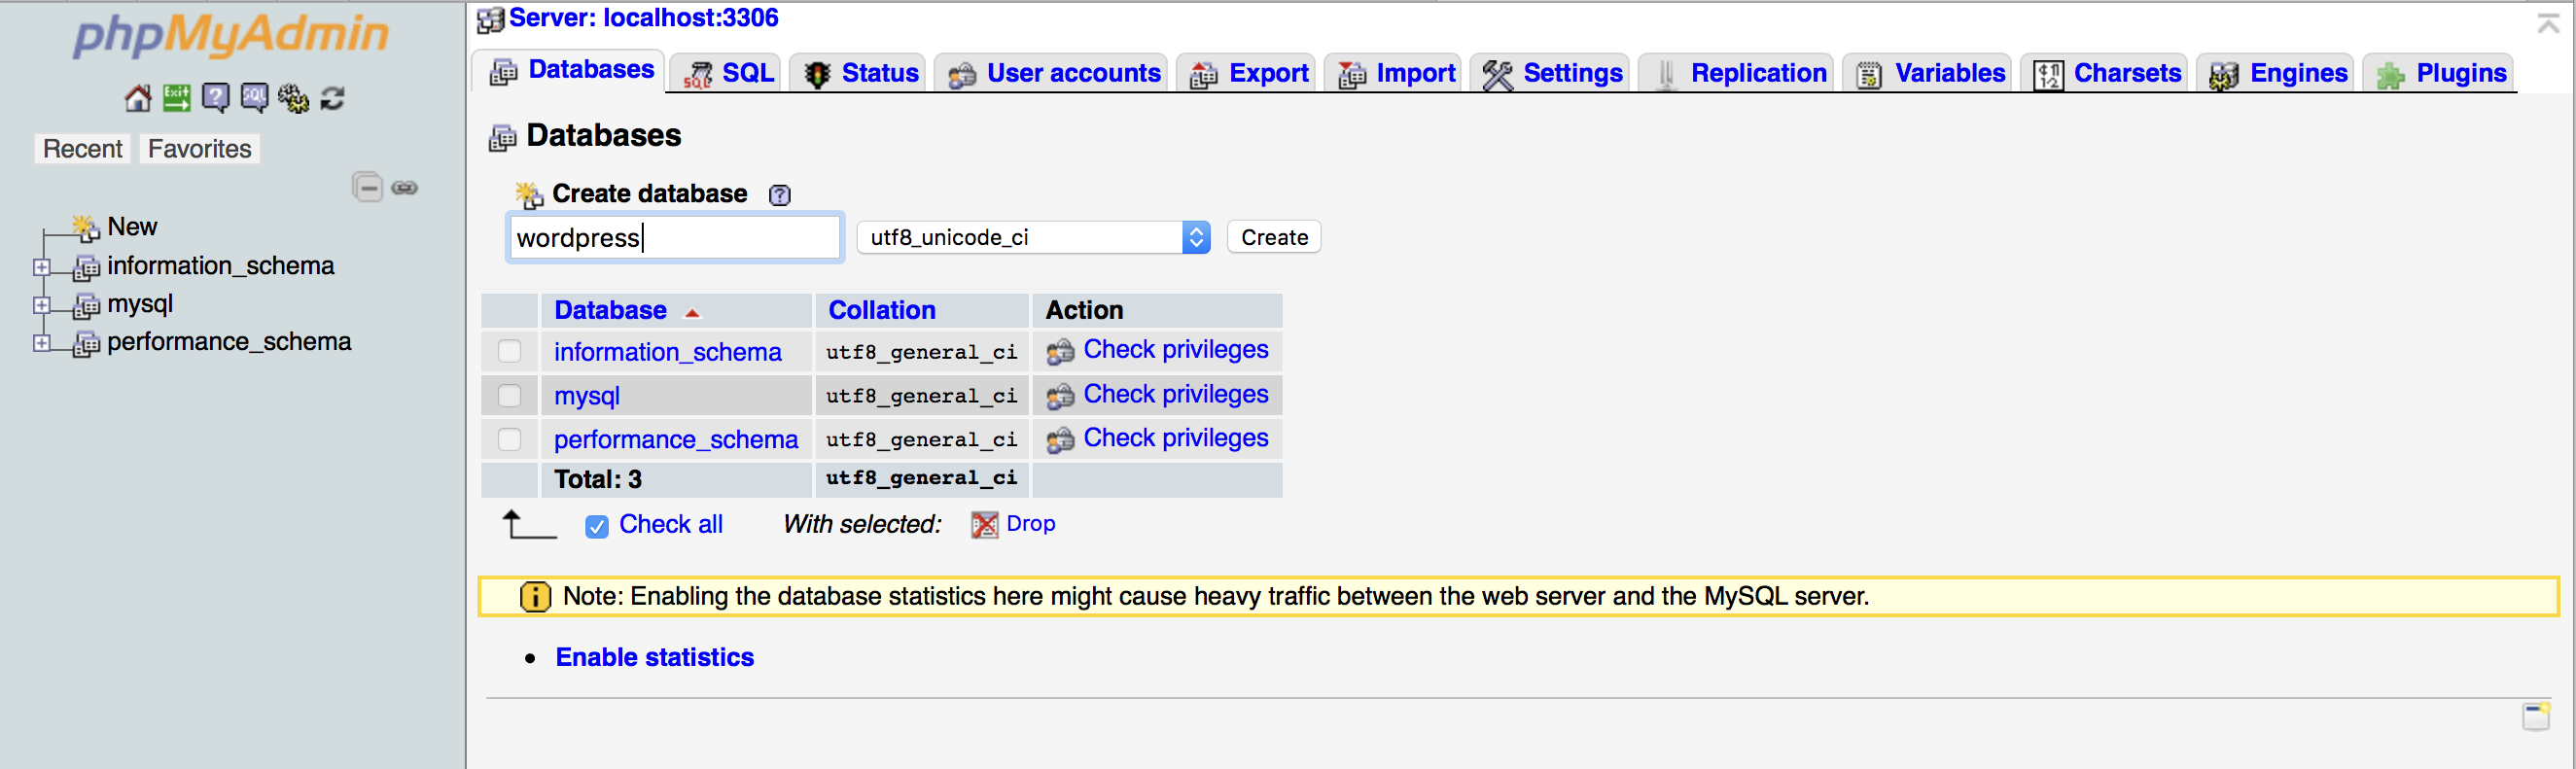 phpMyAdmin
Recent Favorites
New
information_schema
mysql
performance_schema
Server: localhost:3306
Databases SQL Status User accounts Export Import Settings Replication Variables Charsets Engines Plugins
Databases
Create database
wordpress utf8_unicode_ci Create
Database Collation Action
information_schema utf8_general_ci Check privileges
mysql utf8_general_ci Check privileges
performance_schema utf8_general_ci Check privileges
Total: 3 utf8_general_ci
Check all With selected: Drop
Note: Enabling the database statistics here might cause heavy traffic between the web server and the MySQL server.
Enable statistics